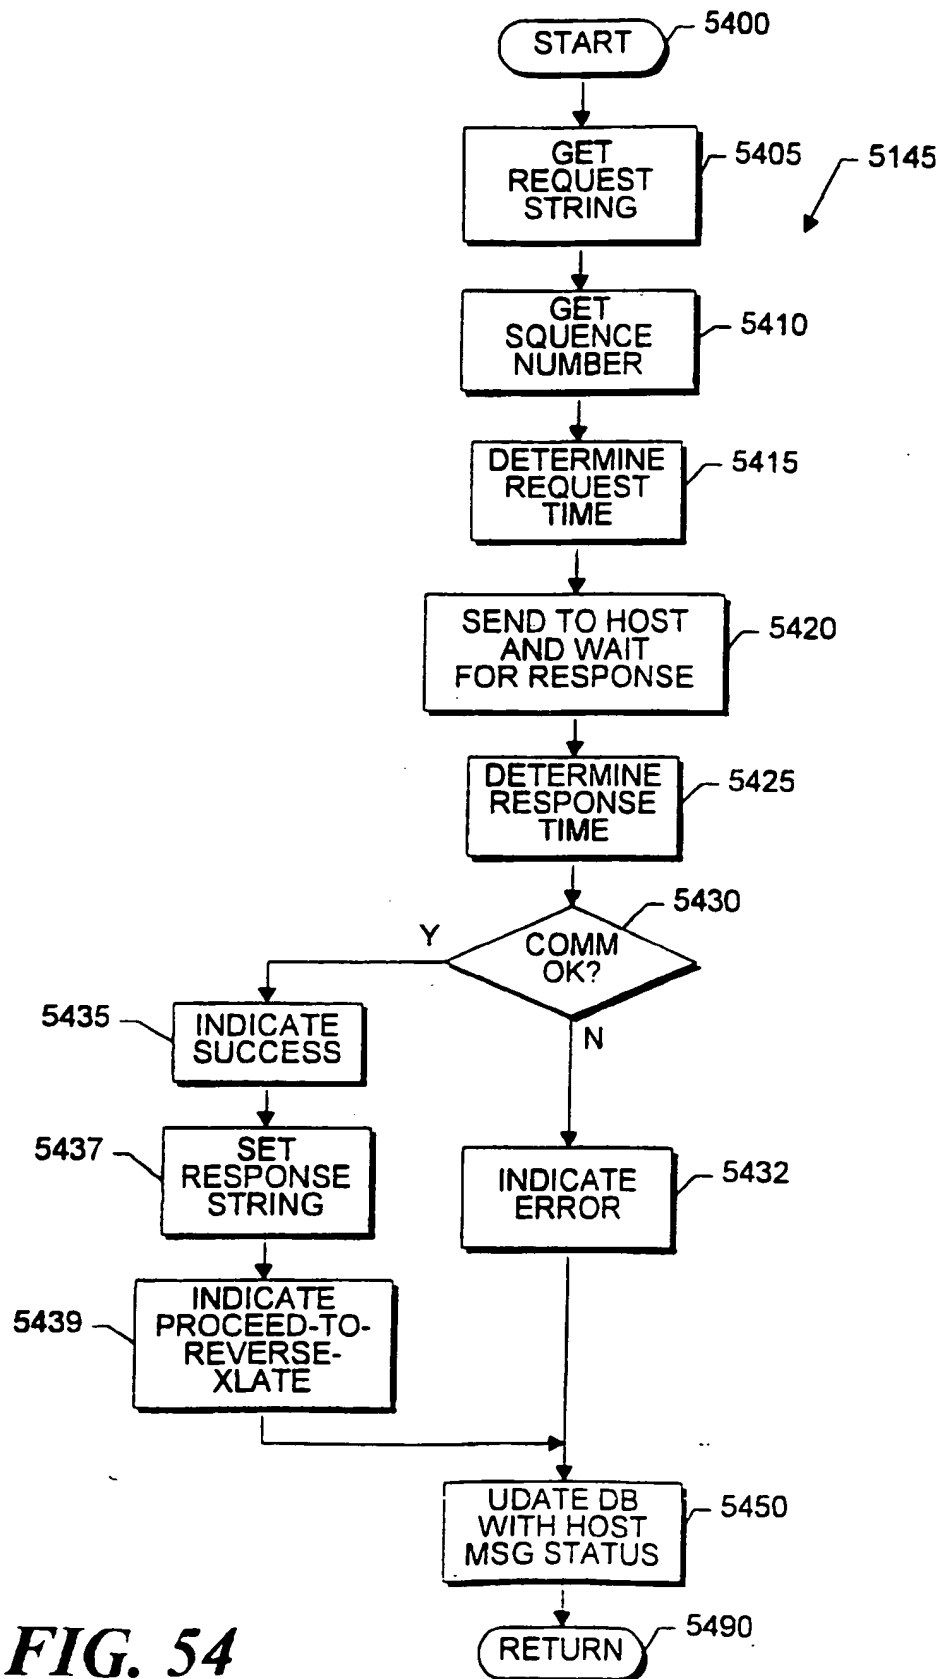 START
5400
GET
REQUEST
STRING
5405
5145
GET
SQUENCE
NUMBER
5410
DETERMINE
REQUEST
TIME
5415
SEND TO HOST
AND WAIT
FOR RESPONSE
5420
DETERMINE
RESPONSE
TIME
5425
COMM
OK?
5430
Y
N
5435
INDICATE
SUCCESS
5437
SET
RESPONSE
STRING
INDICATE
ERROR
5432
5439
INDICATE
PROCEED-TO-
REVERSE-
XLATE
UDATE DB
WITH HOST
MSG STATUS
5450
RETURN
5490
FIG. 54